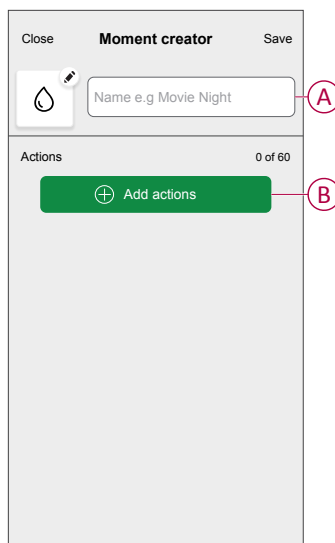 Close Moment creator Save
Name e.g Movie Night
A
Actions 0 of 60
Add actions
B